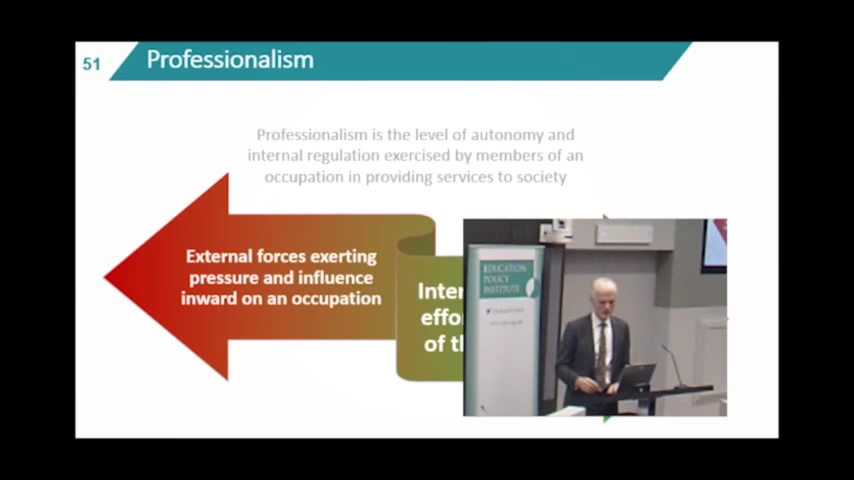 51
Professionalism
Professionalism is the level of autonomy and
internal regulation exercised by members of an
occupation in providing services to society
External forces exerting
pressure and influence
inward on an occupation
Inter
effo
of th
EDUCATION
POLICY
INSTITUTE